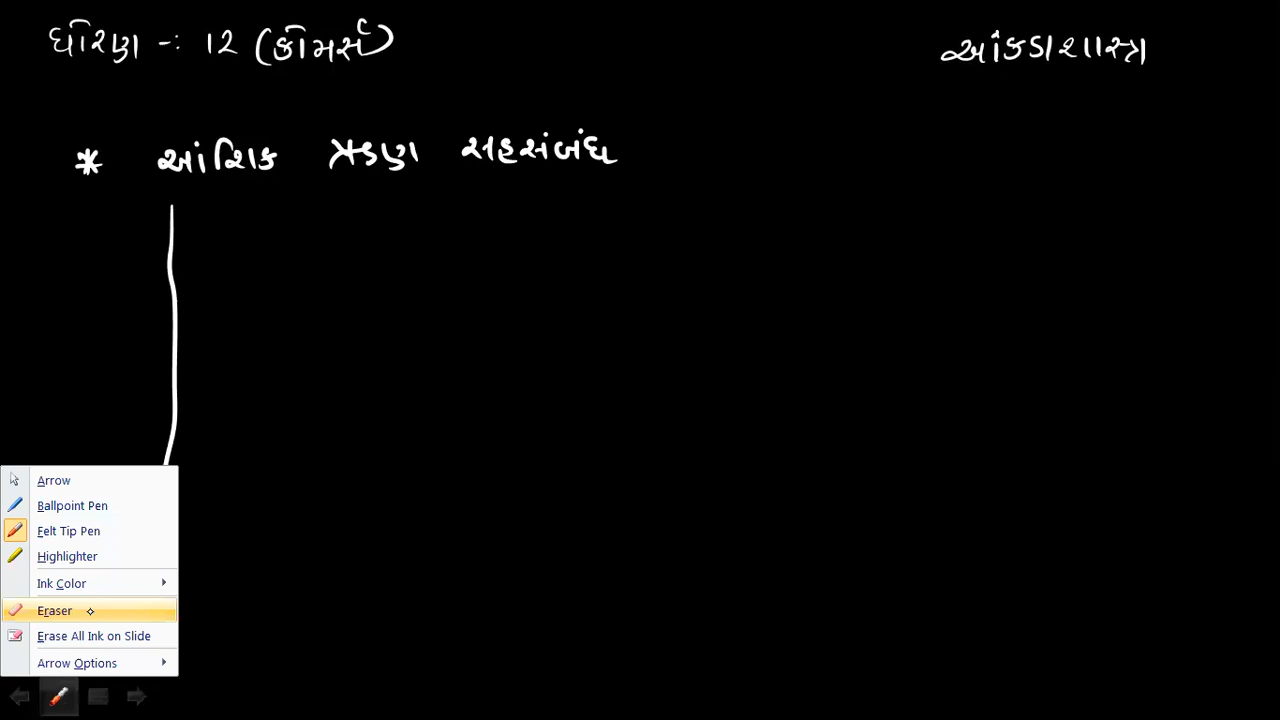 ધોરણ -: 12 (કોમર્સ)
આંકડાશાસ્ત્ર
* આંશિક ઋણ સહસંબંધ
Arrow
Ballpoint Pen
Felt Tip Pen
Highlighter
Ink Color
Eraser
Erase All Ink on Slide
Arrow Options